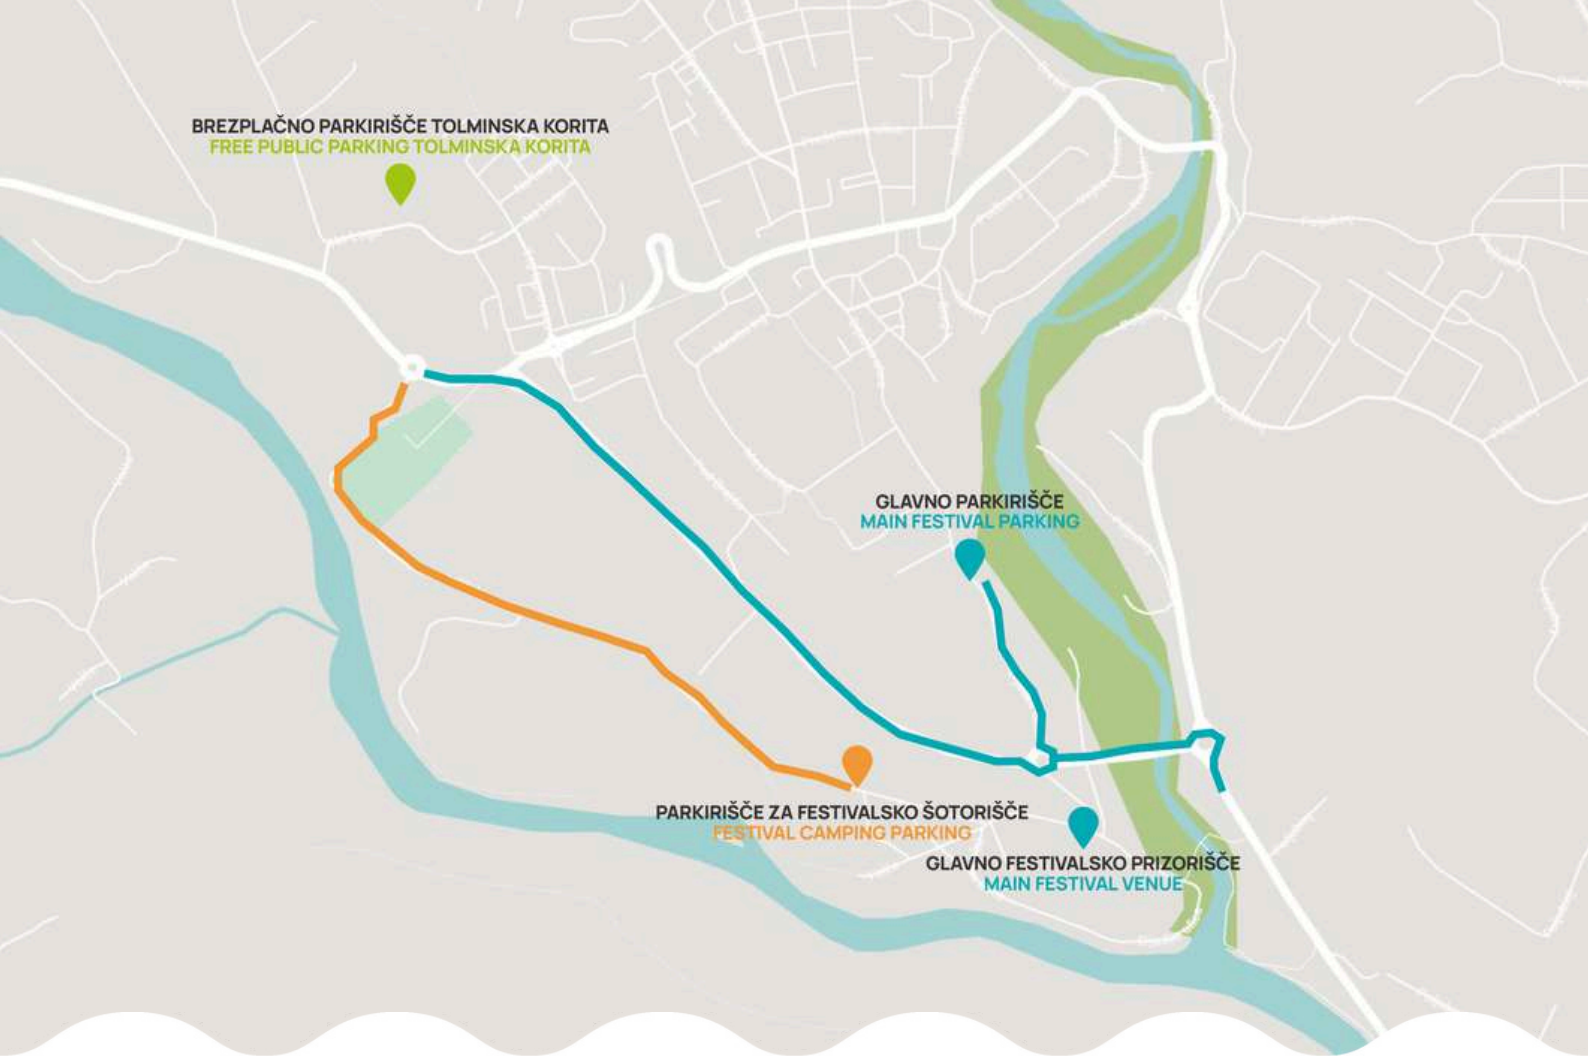 BREZPLAČNO PARKIRIŠČE TOLMINSKA KORITA
FREE PUBLIC PARKING TOLMINSKA KORITA
GLAVNO PARKIRIŠČE
MAIN FESTIVAL PARKING
PARKIRIŠČE ZA FESTIVALSKO ŠOTORIŠČE
FESTIVAL CAMPING PARKING
GLAVNO FESTIVALSKO PRIZORIŠČE
MAIN FESTIVAL VENUE